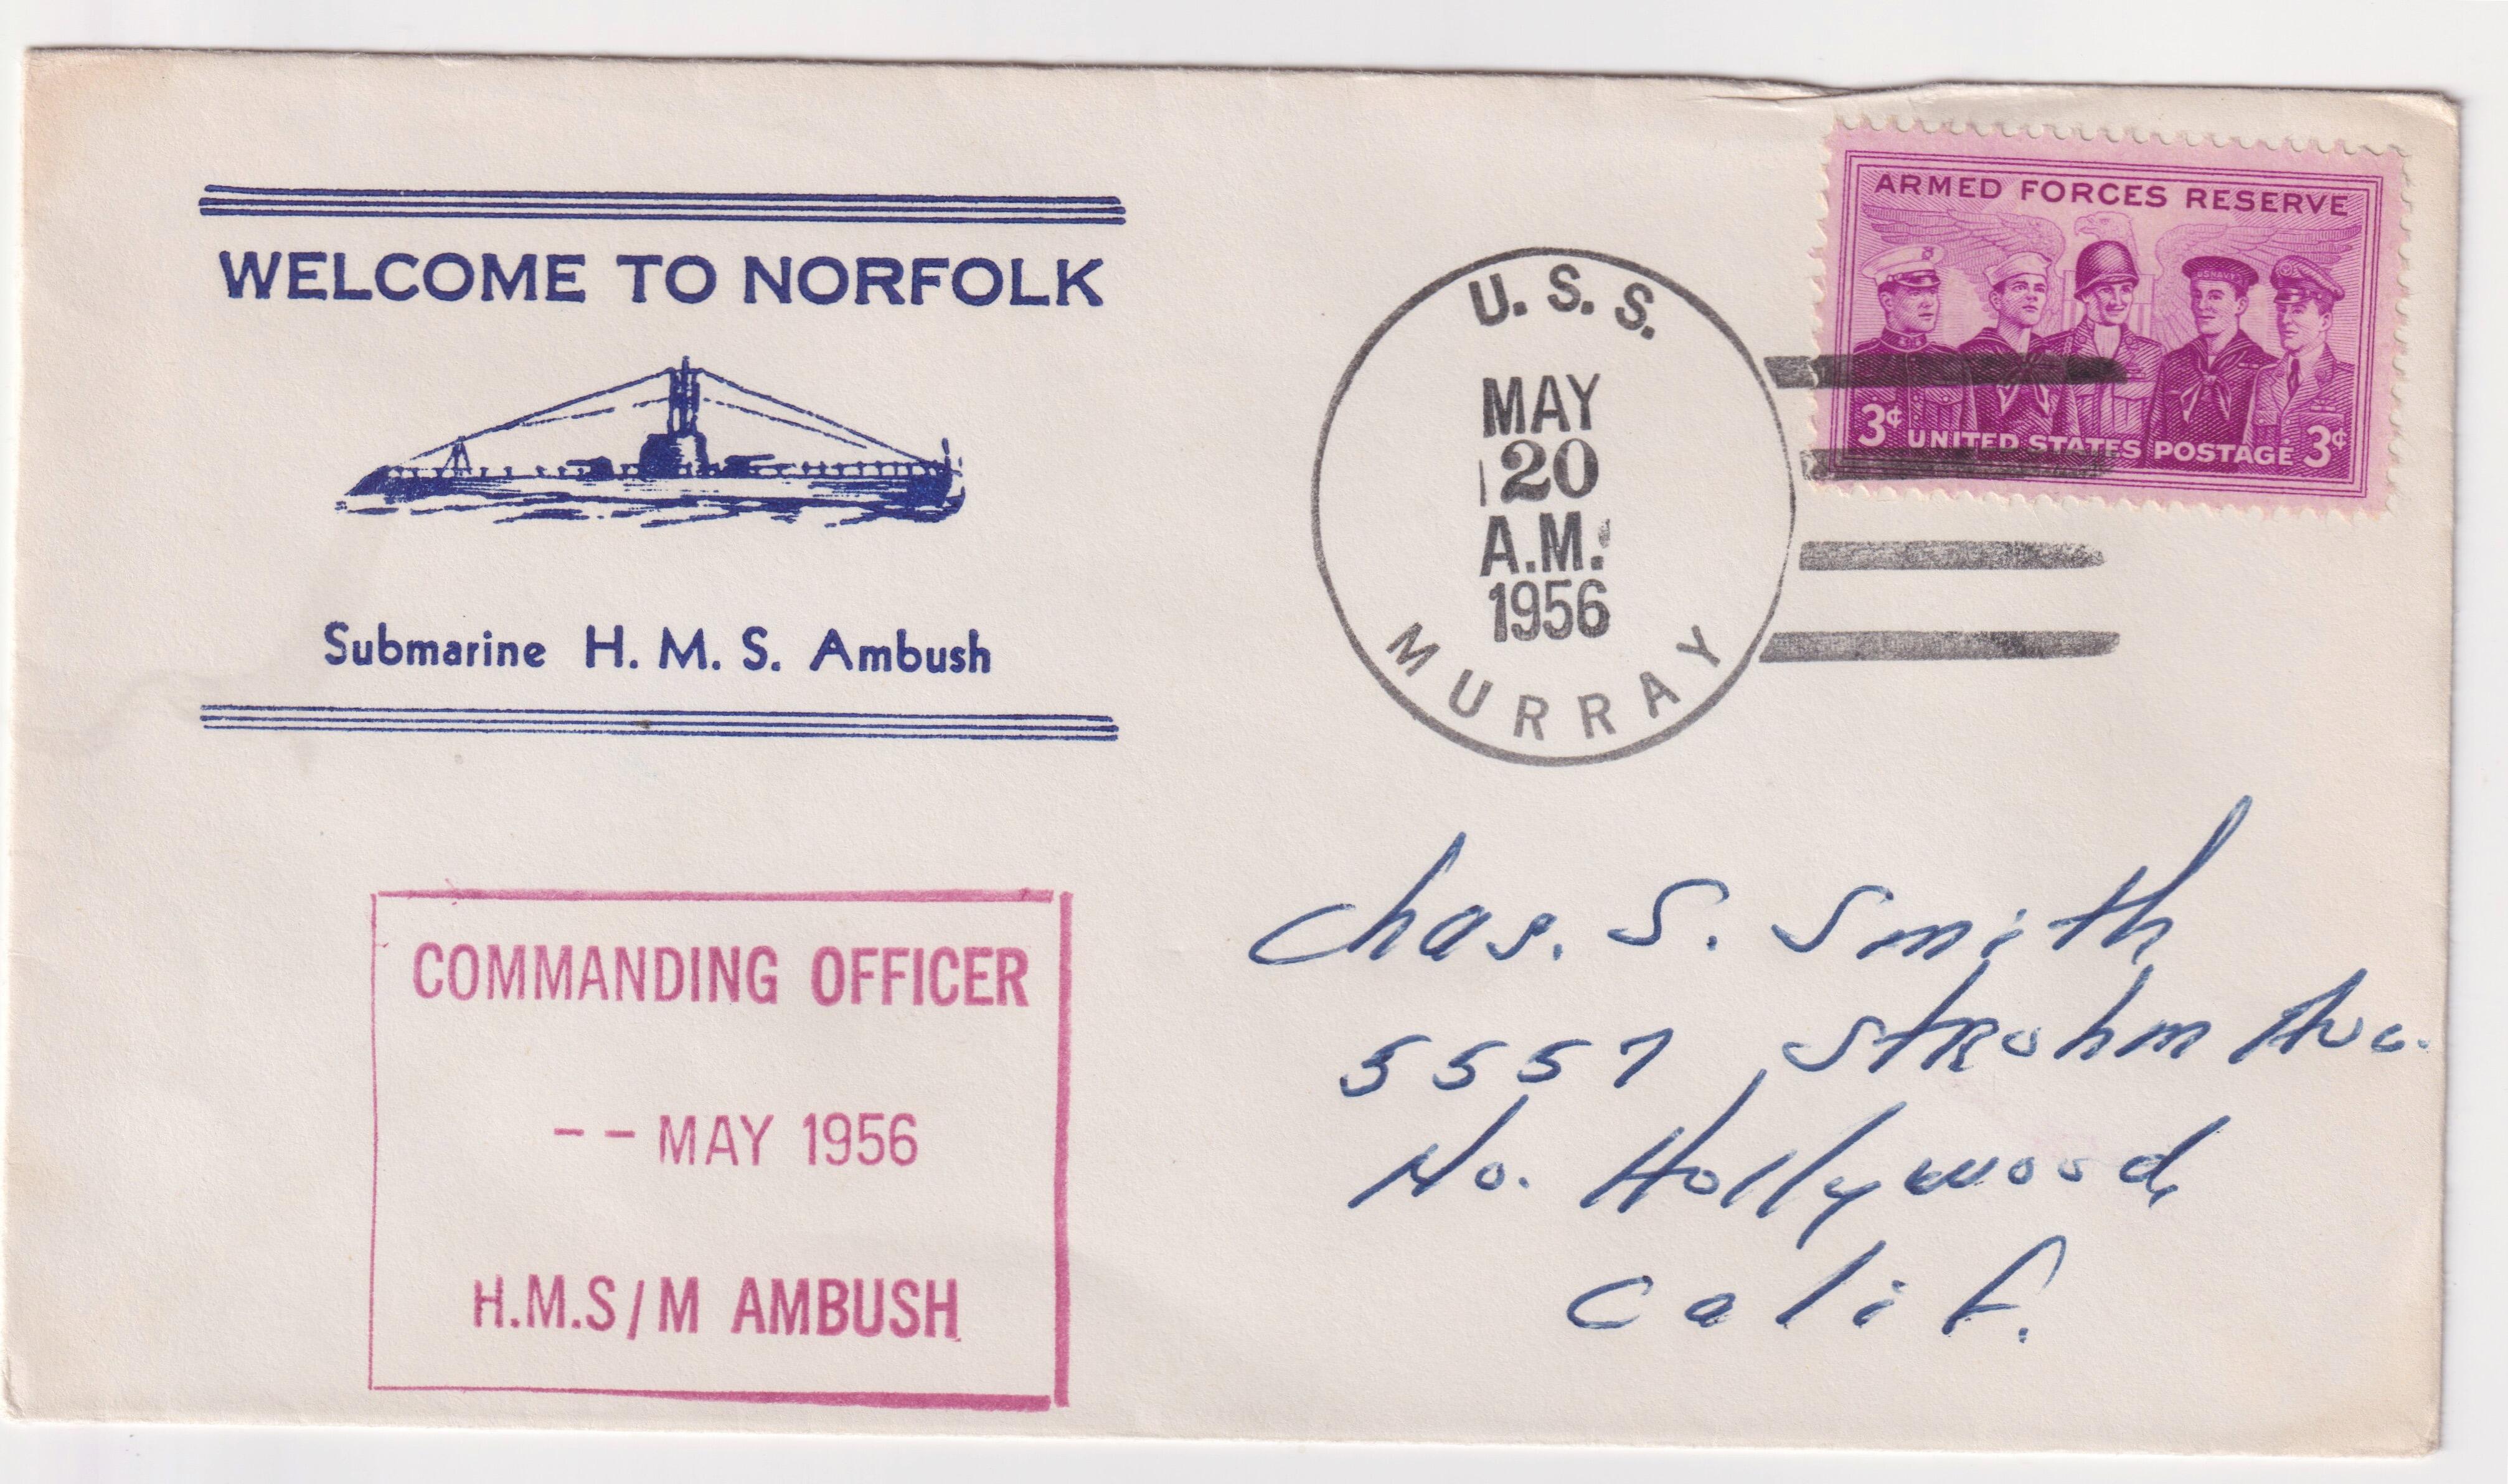 WELCOME TO NORFOLK
Submarine H. M. S. Ambush
U. S. S.
MAY
20
A.M.
1956
MURRAY
ARMED FORCES RESERVE
3¢ UNITED STATES POSTAGE 3¢
COMMANDING OFFICER
-- MAY 1956
H.M.S/M AMBUSH
Chas. S. Smith
5557 Strohm Ave.
No. Hollywood,
Calif.